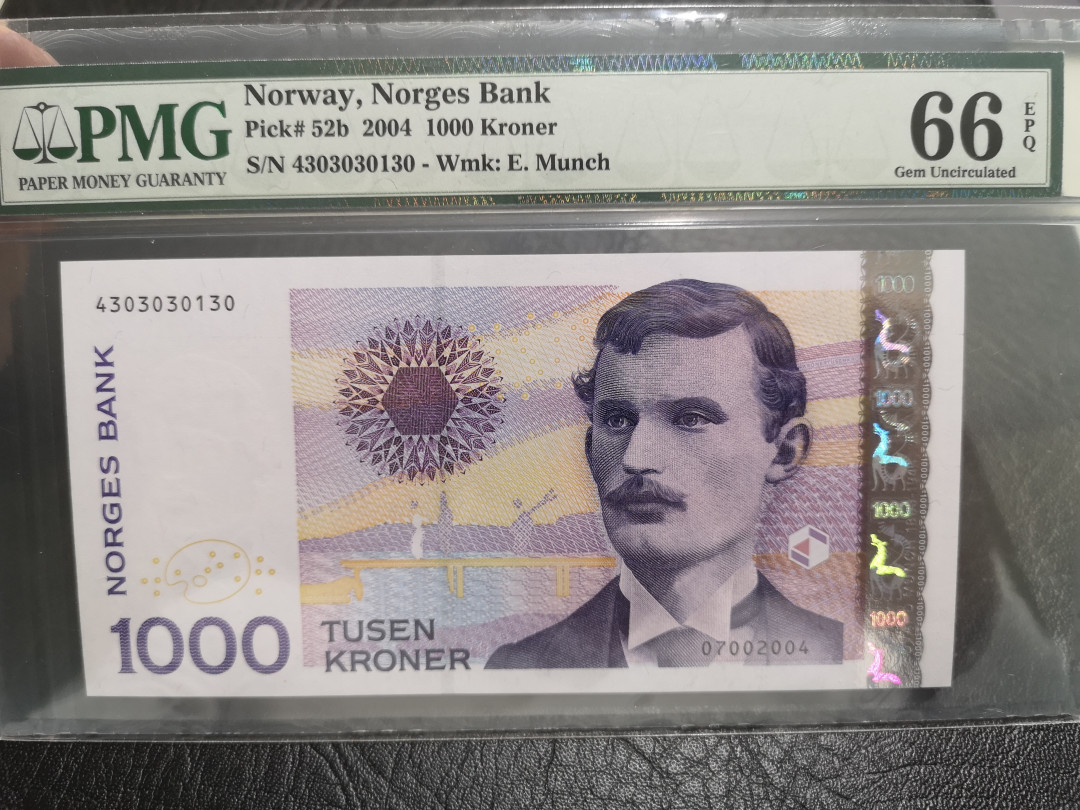 PMG
PAPER MONEY GUARANTY
Norway, Norges Bank
Pick# 52b 2004 1000 Kroner
S/N 4303030130 - Wmk: E. Munch
66
EPQ
Gem Uncirculated
4303030130
NORGES BANK
1000
TUSEN
KRONER
07002004
1000
1000
1000
1000